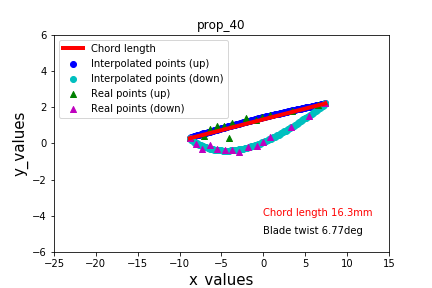 prop_40
6
4
2
0
−2
−4
−6
y_values
Chord length
Interpolated points (up)
Interpolated points (down)
Real points (up)
Real points (down)
Chord length 16.3mm
Blade twist 6.77deg
−25 −20 −15 −10 −5 0 5 10 15
x_values